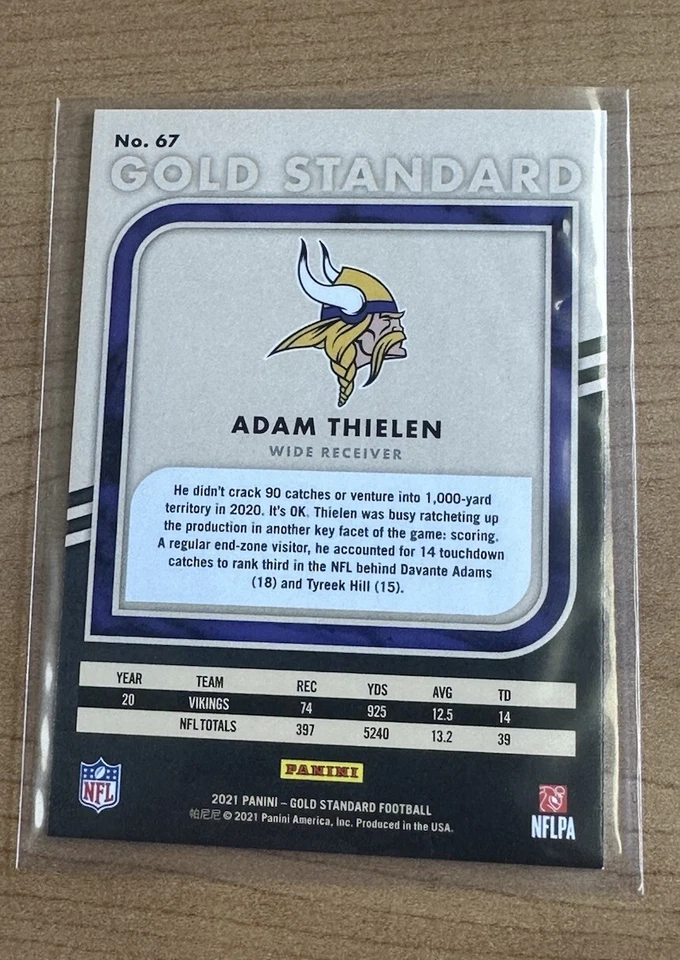 No. 67
GOLD STANDARD
ADAM THIELEN
WIDE RECEIVER
He didn't crack 90 catches or venture into 1,000-yard
territory in 2020. It's OK. Thielen was busy ratcheting up
the production in another key facet of the game: scoring.
A regular end-zone visitor, he accounted for 14 touchdown
catches to rank third in the NFL behind Davante Adams
(18) and Tyreek Hill (15).
YEAR TEAM REC YDS AVG TD
20 VIKINGS 74 925 12.5 14
NFL TOTALS 397 5240 13.2 39
PANINI
NFL
2021 PANINI – GOLD STANDARD FOOTBALL
帕尼尼 © 2021 Panini America, Inc. Produced in the USA.
NFLPA